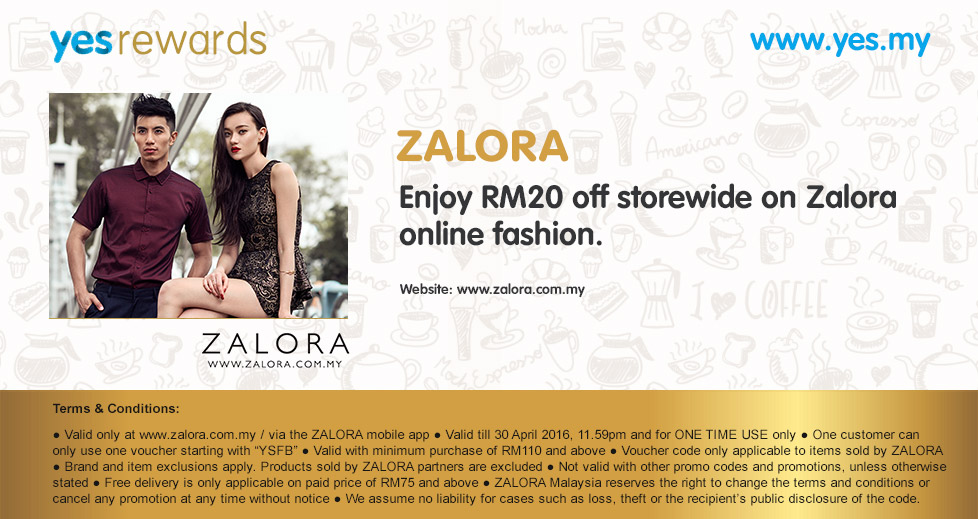 yes rewards
www.yes.my
Mocha
Espresso
Americano
Americano
I COFFEE
Espresso
ZALORA
Enjoy RM20 off storewide on Zalora
online fashion.
Website: www.zalora.com.my
ZALORA
WWW.ZALORA.COM.MY
Terms & Conditions:
● Valid only at www.zalora.com.my / via the ZALORA mobile app ● Valid till 30 April 2016, 11.59pm and for ONE TIME USE only ● One customer can
only use one voucher starting with “YSFB” ● Valid with minimum purchase of RM110 and above ● Voucher code only applicable to items sold by ZALORA
● Brand and item exclusions apply. Products sold by ZALORA partners are excluded ● Not valid with other promo codes and promotions, unless otherwise
stated ● Free delivery is only applicable on paid price of RM75 and above ● ZALORA Malaysia reserves the right to change the terms and conditions or
cancel any promotion at any time without notice ● We assume no liability for cases such as loss, theft or the recipient’s public disclosure of the code.